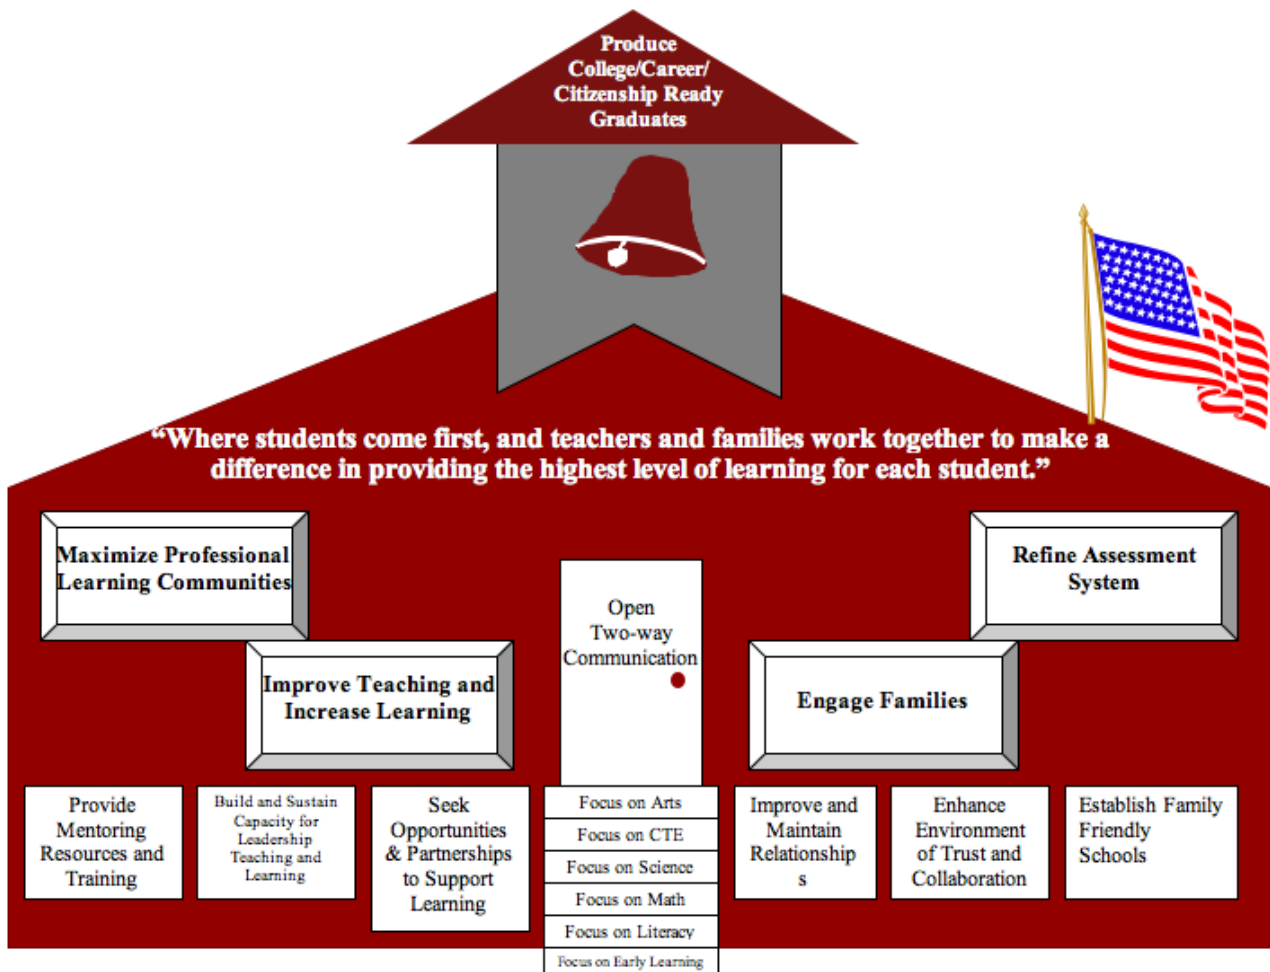 Produce
College/Career/
Citizenship Ready
Graduates
“Where students come first, and teachers and families work together to make a
difference in providing the highest level of learning for each student.”
Maximize Professional
Learning Communities
Refine Assessment
System
Open
Two-way
Communication
Improve Teaching and
Increase Learning
Engage Families
Provide
Mentoring
Resources and
Training
Build and Sustain
Capacity for
Leadership
Teaching and
Learning
Seek
Opportunities
& Partnerships
to Support
Learning
Focus on Arts
Focus on CTE
Focus on Science
Focus on Math
Focus on Literacy
Focus on Early Learning
Improve and
Maintain
Relationship
s
Enhance
Environment
of Trust and
Collaboration
Establish Family
Friendly
Schools